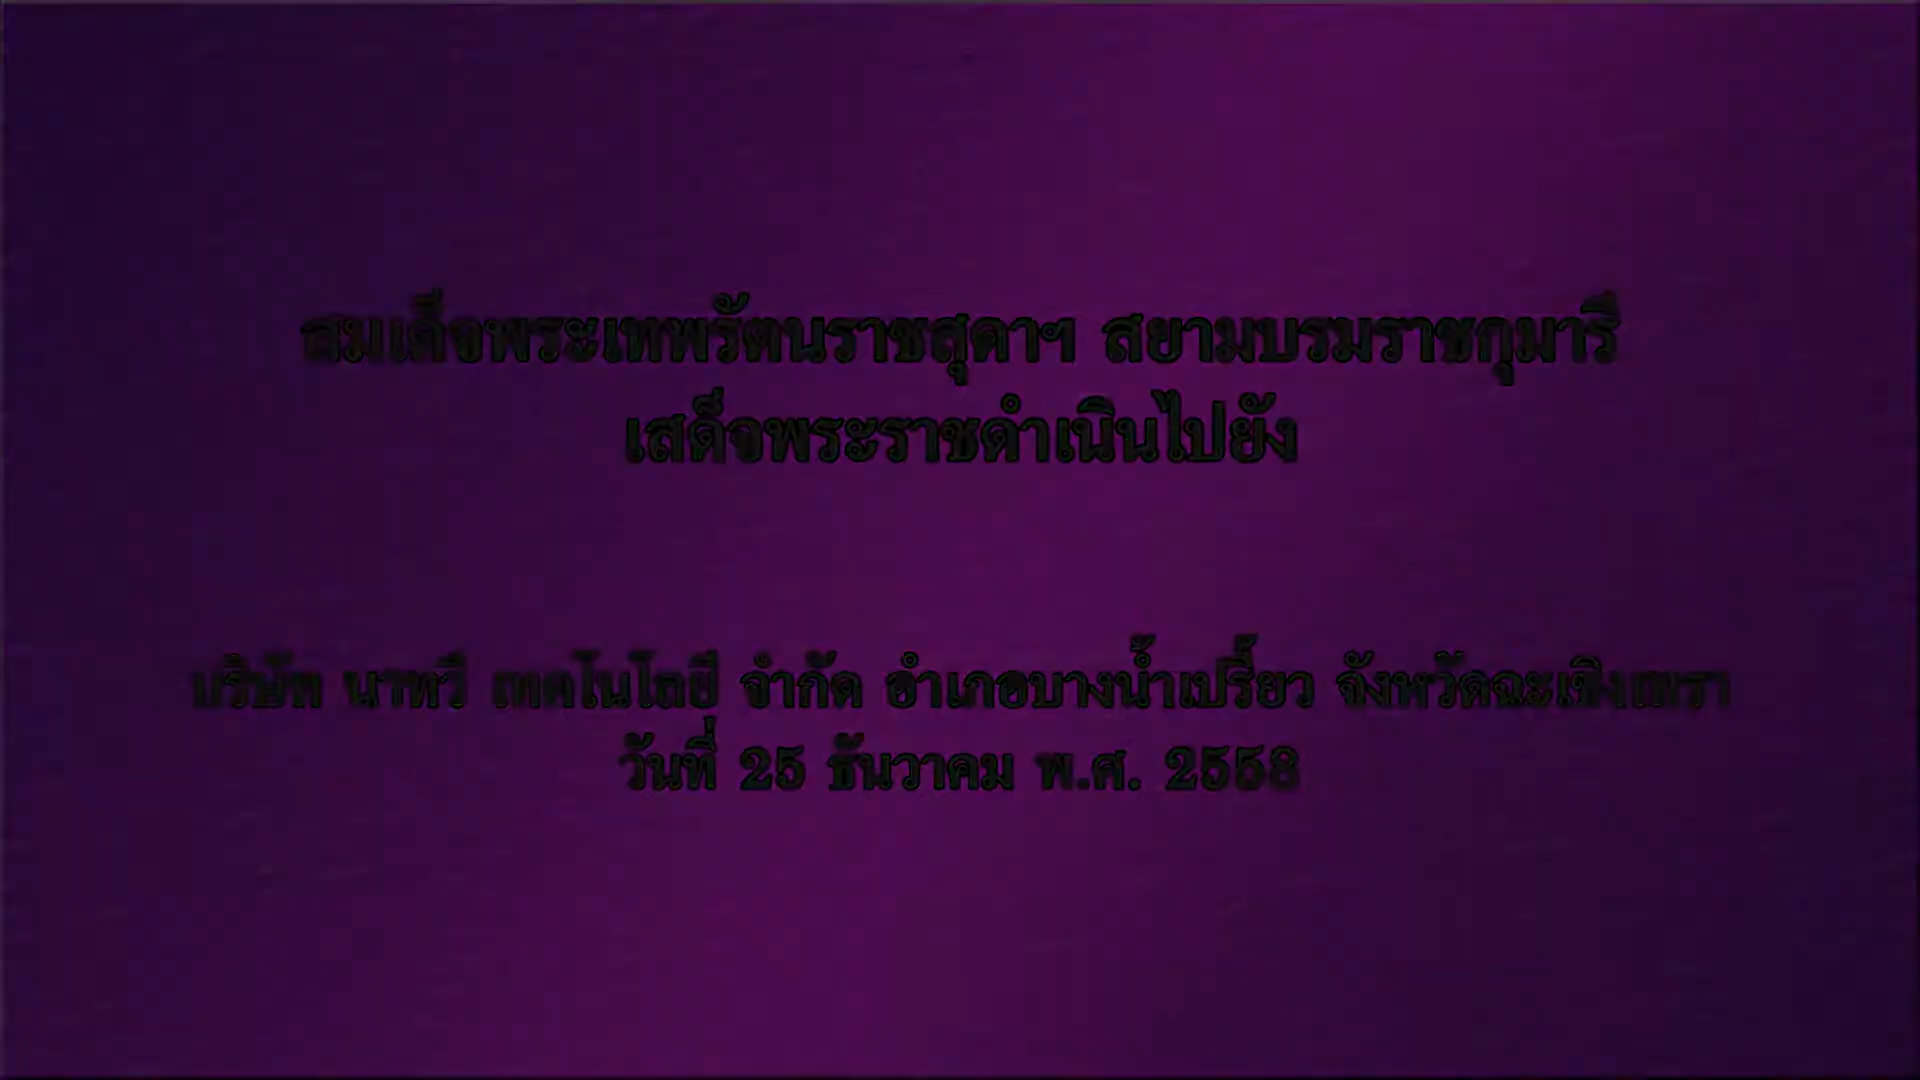 สมเด็จพระเทพรัตนราชสุดาฯ สยามบรมราชกุมารี
เสด็จพระราชดำเนินไปยัง
บริษัท นาทวี เทคโนโลยี จำกัด อำเภอบางน้ำเปรี้ยว จังหวัดฉะเชิงเทรา
วันที่ 25 ธันวาคม พ.ศ. 2558